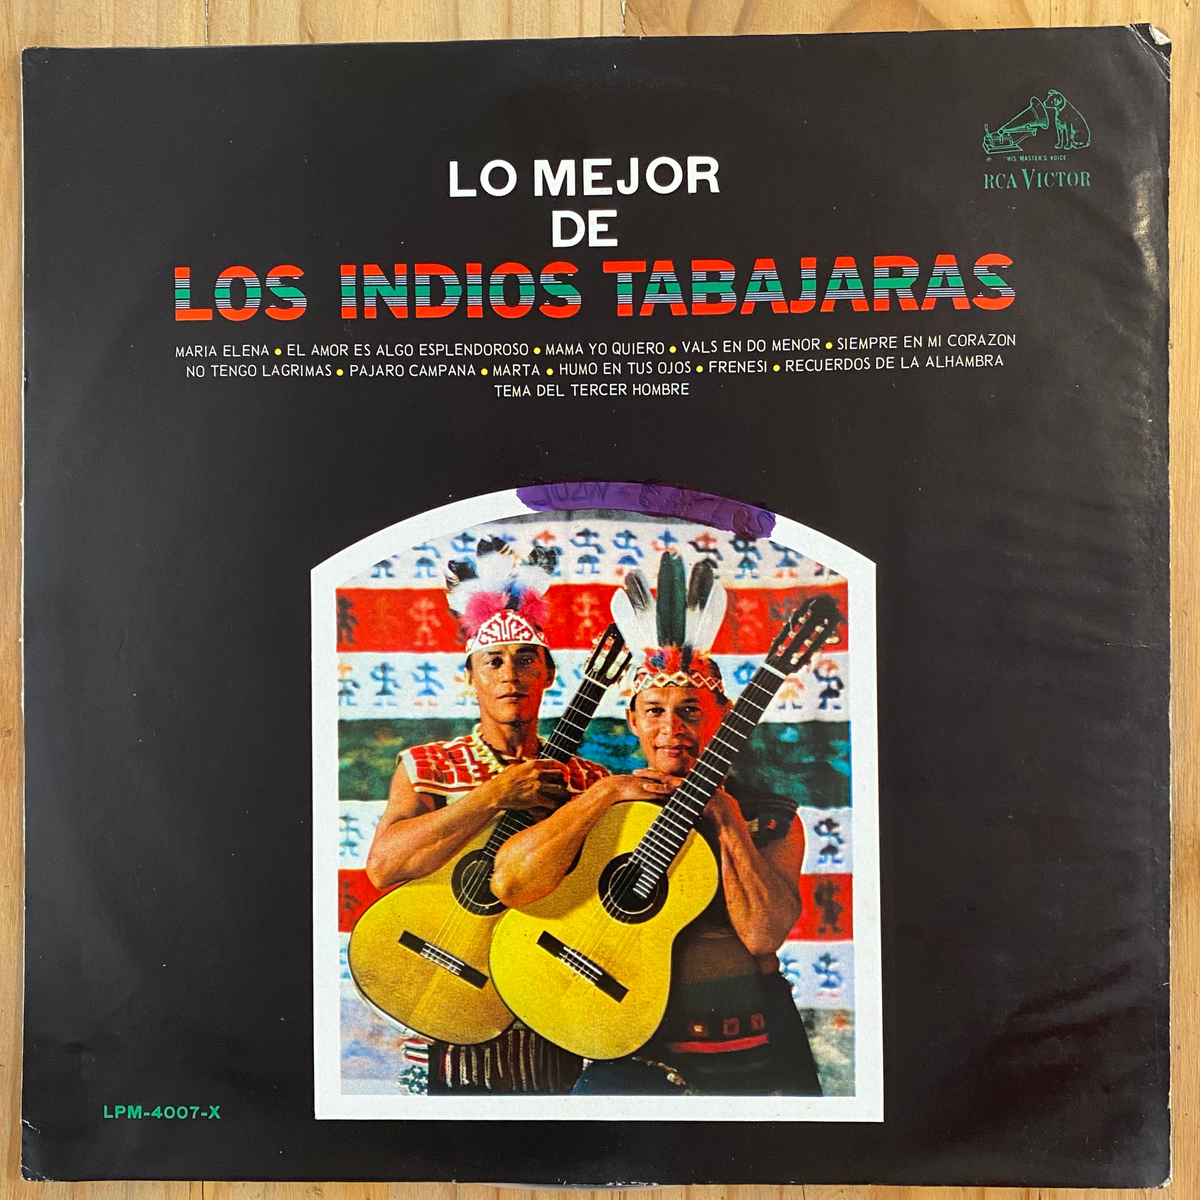 "HIS MASTER'S VOICE"
RCA VICTOR
LO MEJOR
DE
LOS INDIOS TABAJARAS
MARIA ELENA • EL AMOR ES ALGO ESPLENDOROSO • MAMA YO QUIERO • VALS EN DO MENOR • SIEMPRE EN MI CORAZON
NO TENGO LAGRIMAS • PAJARO CAMPANA • MARTA • HUMO EN TUS OJOS • FRENESI • RECUERDOS DE LA ALHAMBRA
TEMA DEL TERCER HOMBRE
JUAN
LPM-4007-X